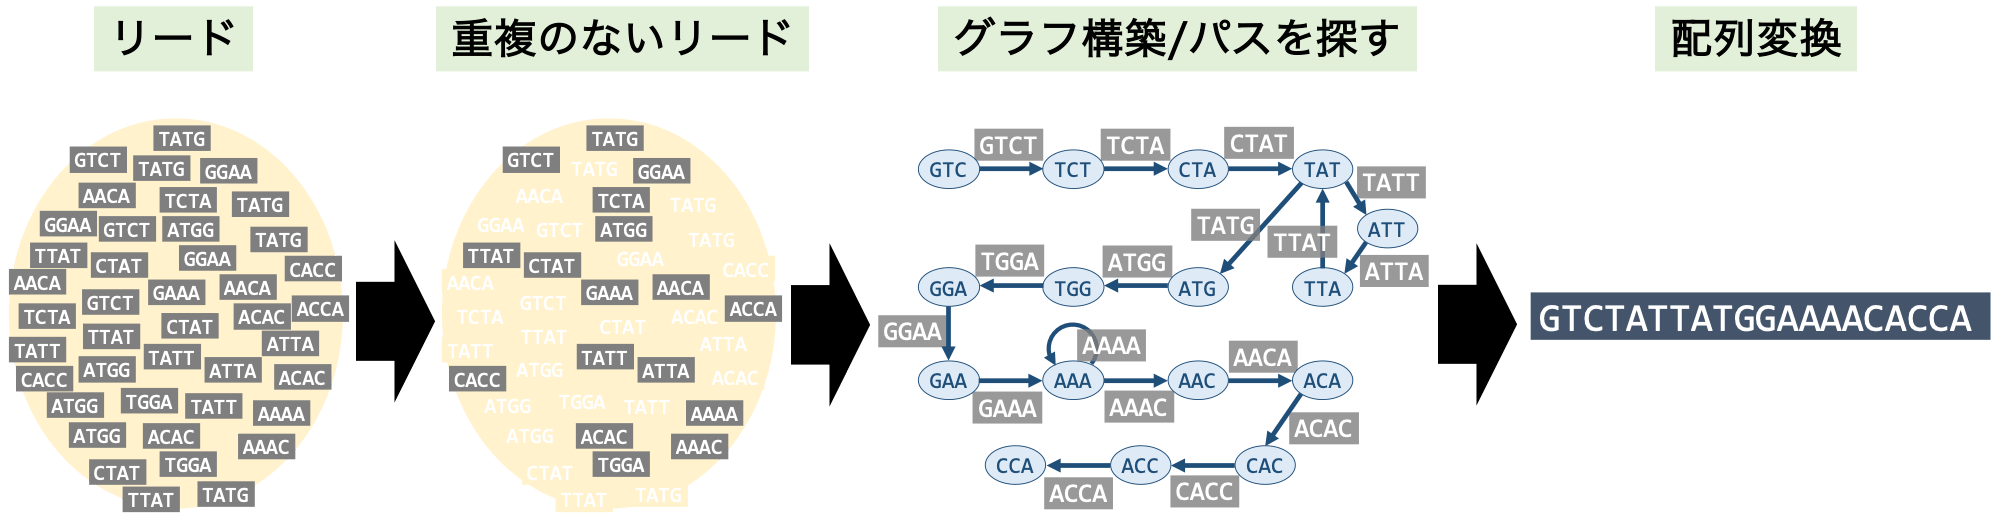 リード
重複のないリード
グラフ構築/パスを探す
配列変換
TATG
GTCT
TATG
GGAA
AACA
TCTA
TATG
GGAA
GTCT
ATGG
TATG
TTAT
CTAT
GGAA
CACC
AACA
GTCT
GAAA
AACA
ACCA
TCTA
TTAT
CTAT
ACAC
TATT
ATGG
TATT
ATTA
ATTA
CACC
ACAC
ATGG
TGGA
TATT
AAAA
ATGG
ACAC
AAAC
CTAT
TGGA
TTAT
TATG
TATG
GTCT
TATG
GGAA
AACA
TCTA
TATG
GGAA
GTCT
ATGG
TATG
TTAT
CTAT
GGAA
CACC
AACA
GTCT
GAAA
AACA
ACCA
TCTA
TTAT
CTAT
ACAC
TATT
ATGG
TATT
ATTA
ATTA
CACC
ACAC
ATGG
TGGA
TATT
AAAA
ATGG
ACAC
AAAC
CTAT
TGGA
TTAT
TATG
GTC
GTCT
TCT
TCTA
CTA
CTAT
TAT
TATT
ATT
ATTA
TTA
TTAT
TATG
ATG
ATGG
TGG
TGGA
GGA
GGAA
GAA
GAAA
AAA
AAAA
AAAC
AAC
AACA
ACA
ACAC
CAC
CACC
ACC
ACCA
CCA
GTCTATTATGGAAAACACCA